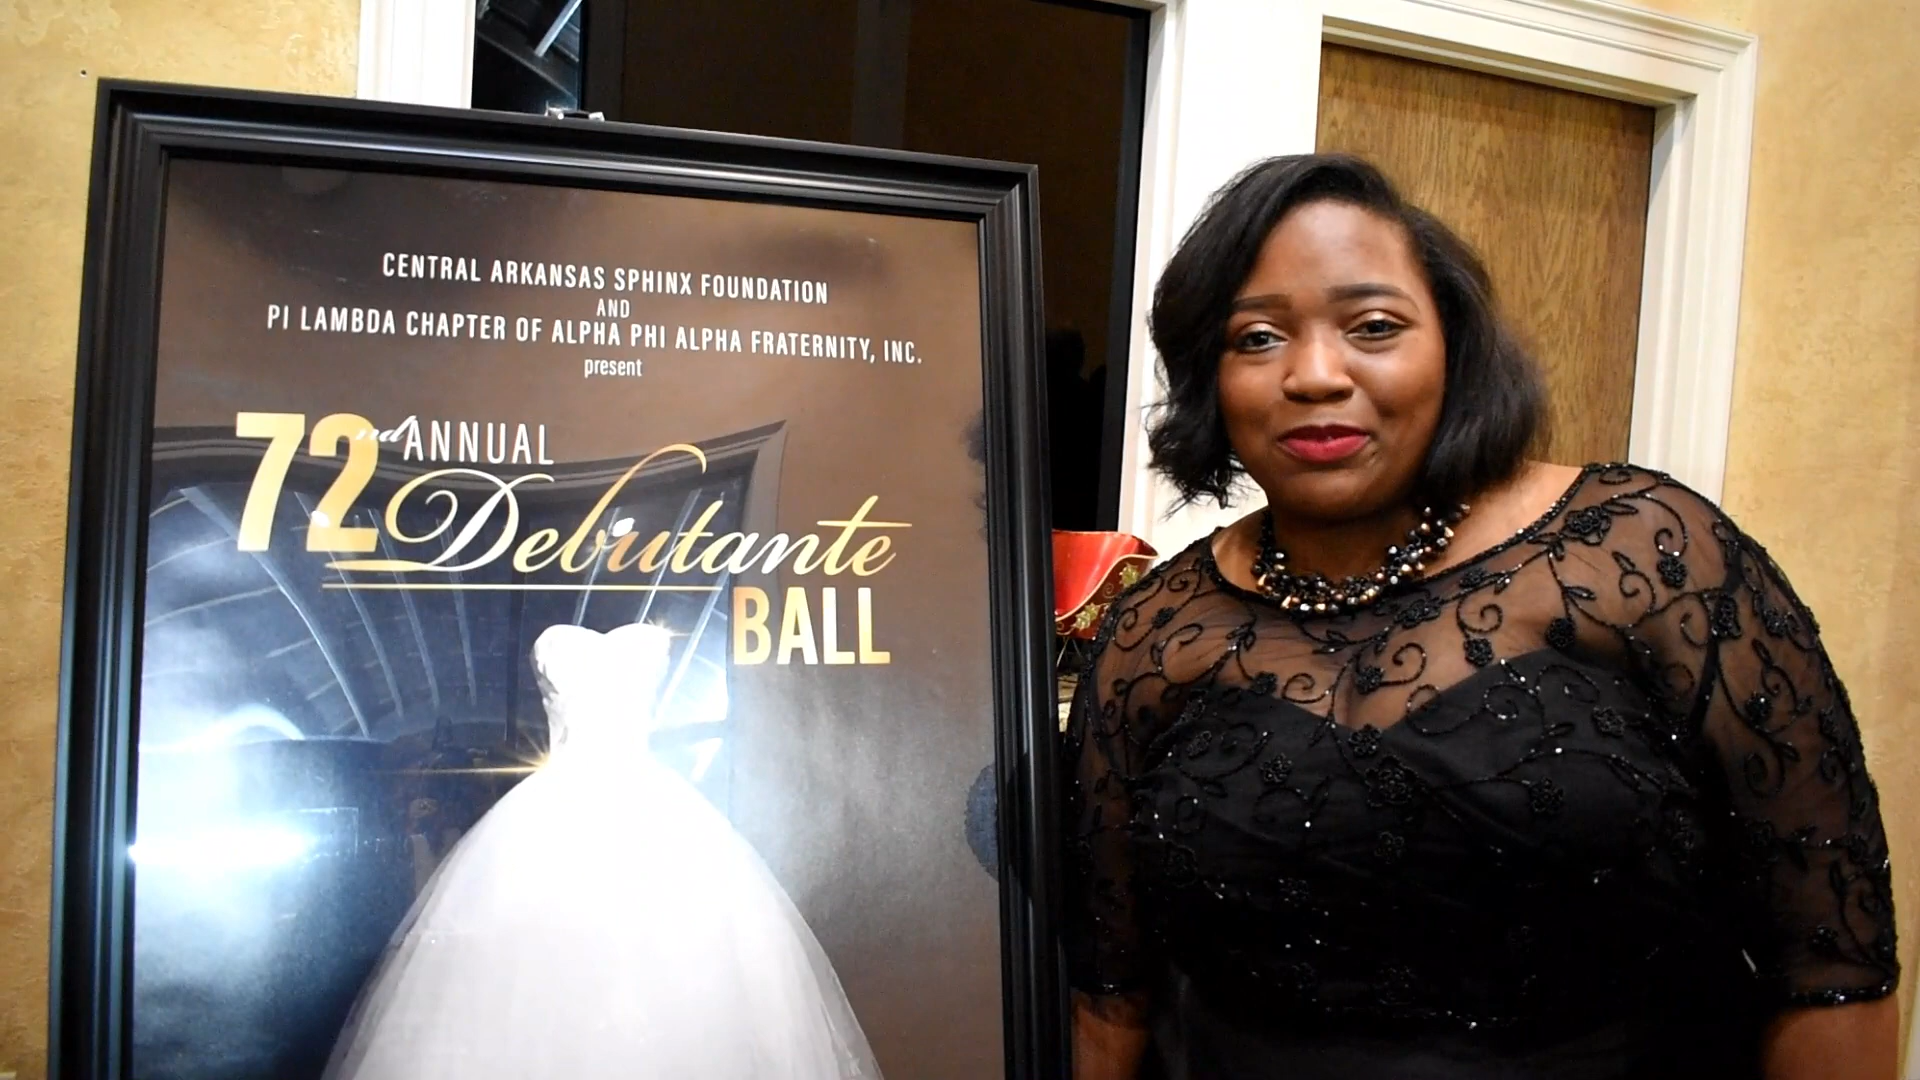 CENTRAL ARKANSAS SPHINX FOUNDATION
AND
PI LAMBDA CHAPTER OF ALPHA PHI ALPHA FRATERNITY, INC.
present
72nd ANNUAL
Debutante
BALL